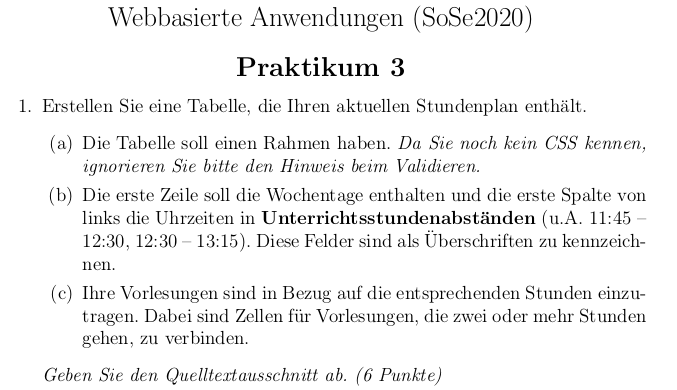 Webbasierte Anwendungen (SoSe2020)
Praktikum 3
1. Erstellen Sie eine Tabelle, die Ihren aktuellen Stundenplan enthält.
(a) Die Tabelle soll einen Rahmen haben. Da Sie noch kein CSS kennen,
ignorieren Sie bitte den Hinweis beim Validieren.
(b) Die erste Zeile soll die Wochentage enthalten und die erste Spalte von
links die Uhrzeiten in Unterrichtsstundenabständen (u.A. 11:45 –
12:30, 12:30 – 13:15). Diese Felder sind als Überschriften zu kennzeich-
nen.
(c) Ihre Vorlesungen sind in Bezug auf die entsprechenden Stunden einzu-
tragen. Dabei sind Zellen für Vorlesungen, die zwei oder mehr Stunden
gehen, zu verbinden.
Geben Sie den Quelltextausschnitt ab. (6 Punkte)